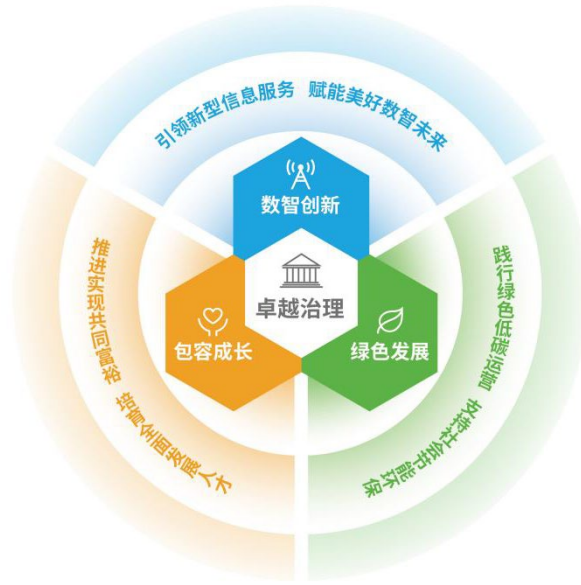 引领新型信息服务 赋能美好数智未来
数智创新
卓越治理
包容成长
绿色发展
推进实现共同富裕 培育全面发展人才
践行绿色低碳运营 支持社会节能环保